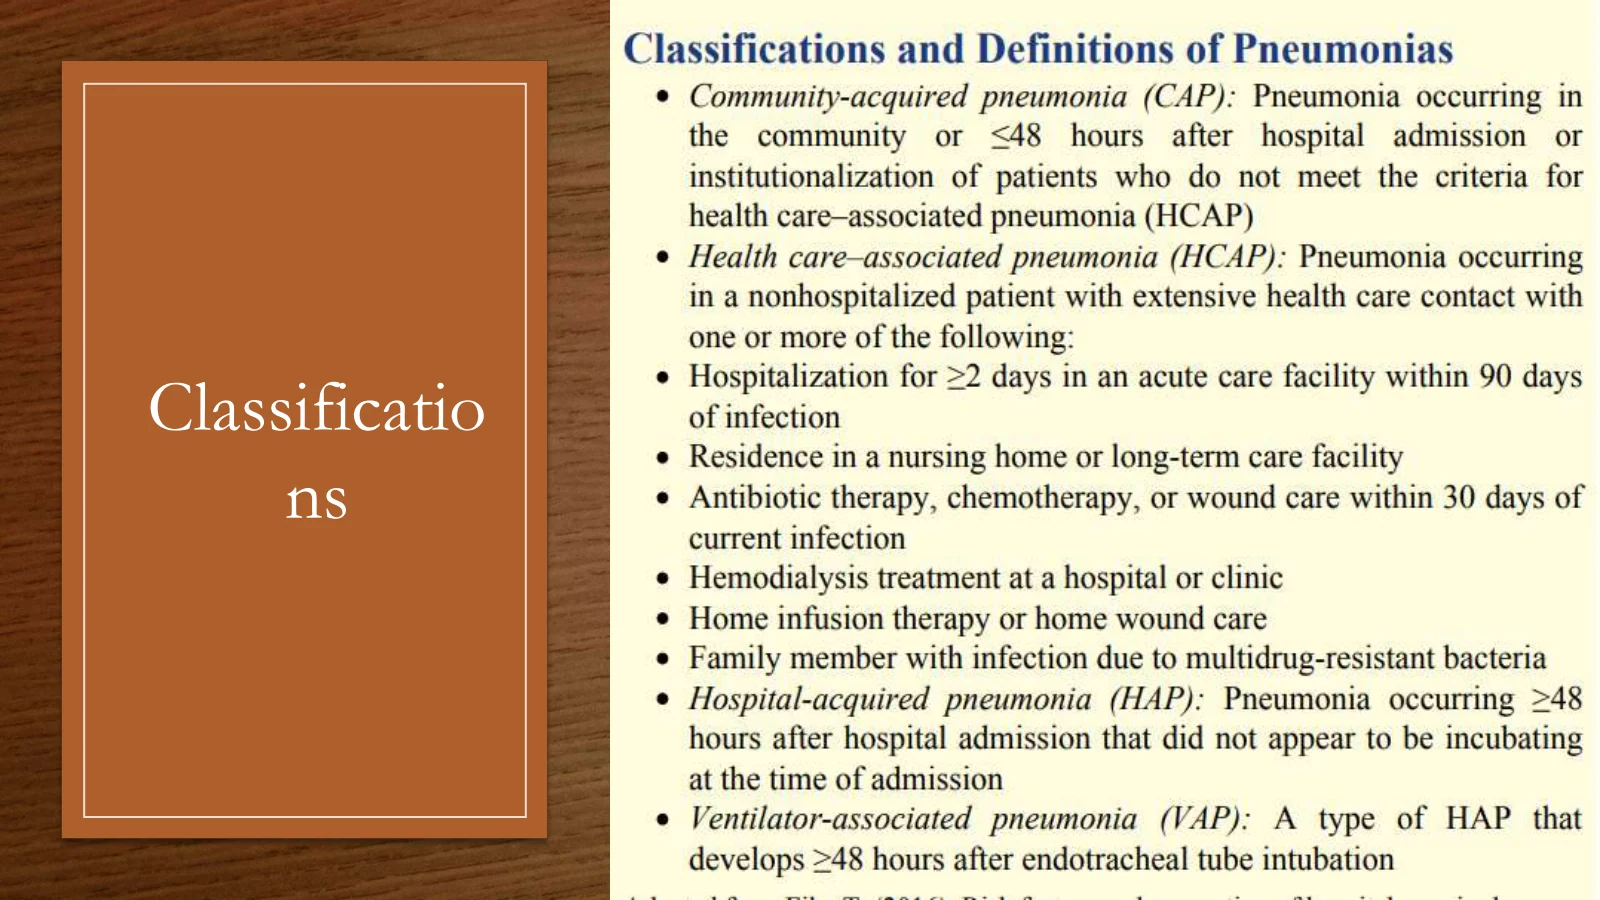 Classificatio
ns
Classifications and Definitions of Pneumonias
• Community-acquired pneumonia (CAP): Pneumonia occurring in
the community or ≤48 hours after hospital admission or
institutionalization of patients who do not meet the criteria for
health care–associated pneumonia (HCAP)
• Health care–associated pneumonia (HCAP): Pneumonia occurring
in a nonhospitalized patient with extensive health care contact with
one or more of the following:
• Hospitalization for ≥2 days in an acute care facility within 90 days
of infection
• Residence in a nursing home or long-term care facility
• Antibiotic therapy, chemotherapy, or wound care within 30 days of
current infection
• Hemodialysis treatment at a hospital or clinic
• Home infusion therapy or home wound care
• Family member with infection due to multidrug-resistant bacteria
• Hospital-acquired pneumonia (HAP): Pneumonia occurring ≥48
hours after hospital admission that did not appear to be incubating
at the time of admission
• Ventilator-associated pneumonia (VAP): A type of HAP that
develops ≥48 hours after endotracheal tube intubation